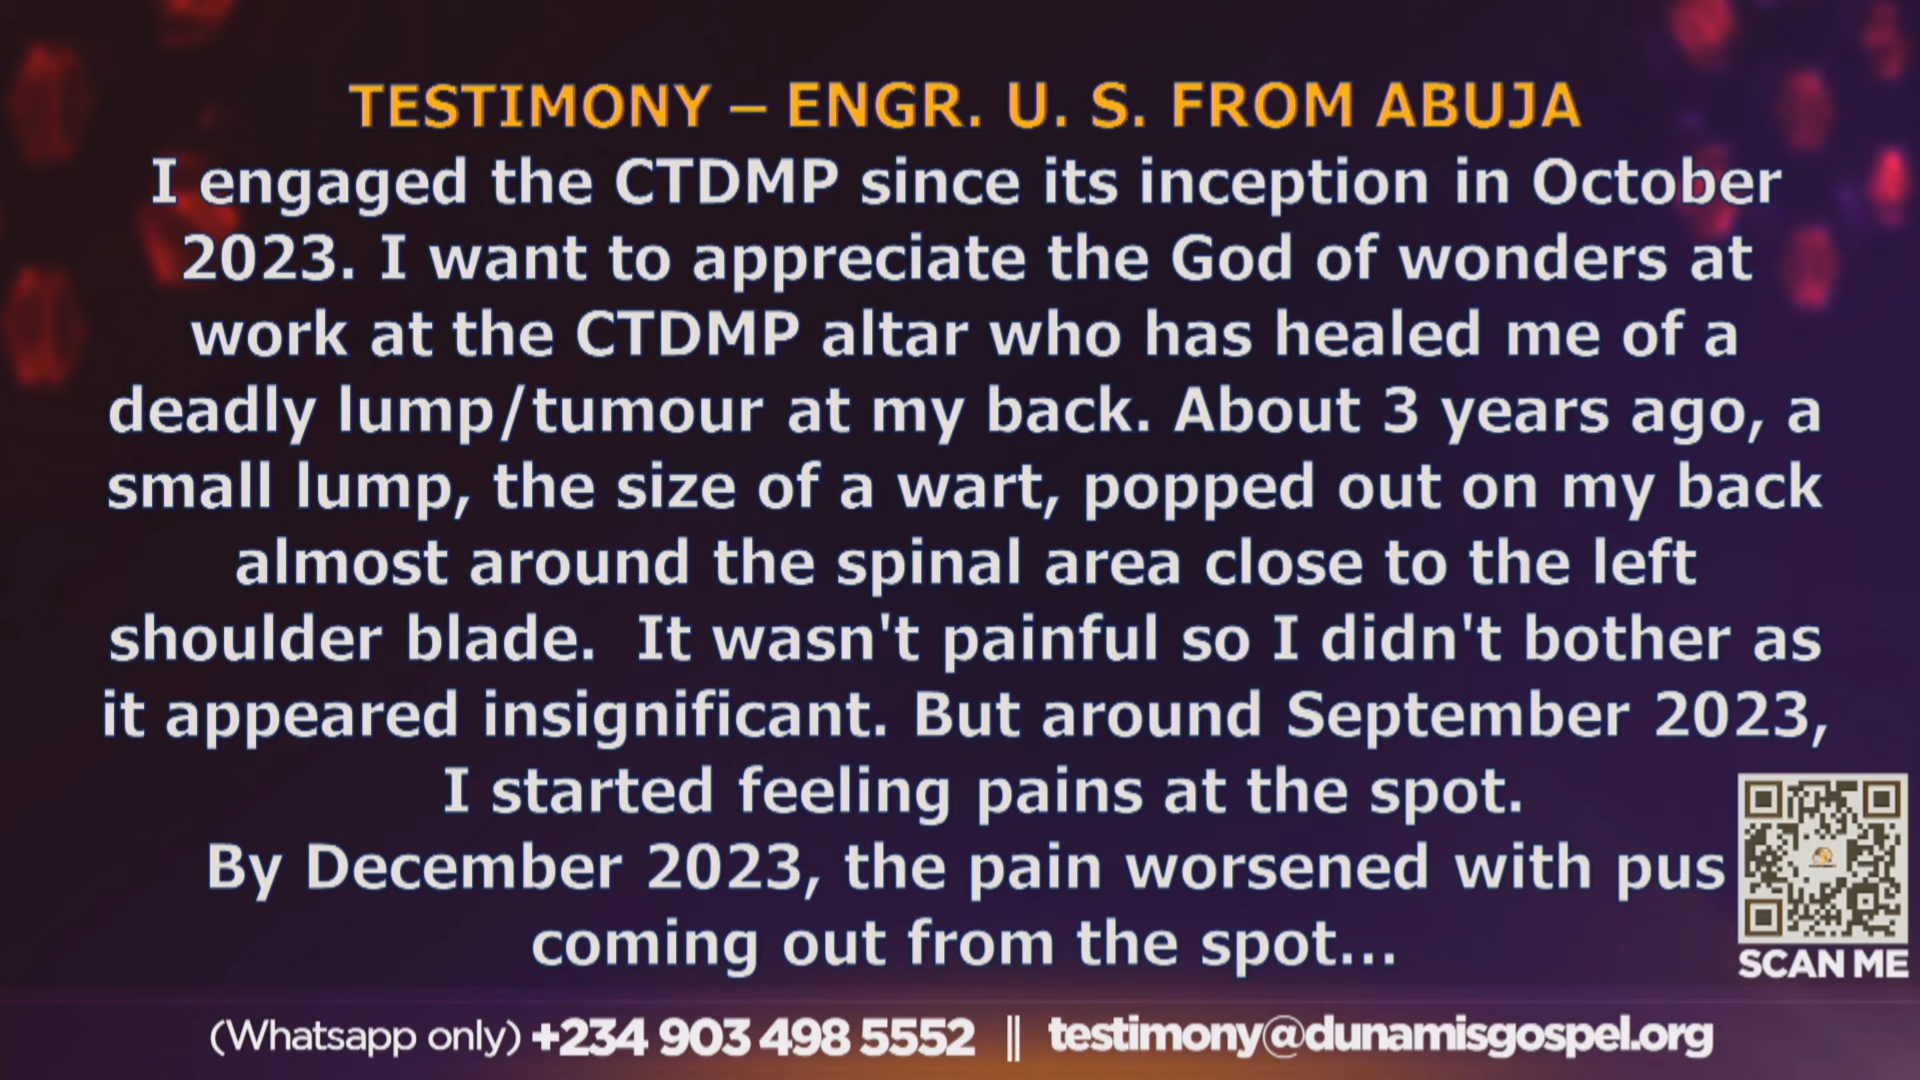 TESTIMONY – ENGR. U. S. FROM ABUJA
I engaged the CTDMP since its inception in October
2023. I want to appreciate the God of wonders at
work at the CTDMP altar who has healed me of a
deadly lump/tumour at my back. About 3 years ago, a
small lump, the size of a wart, popped out on my back
almost around the spinal area close to the left
shoulder blade.  It wasn't painful so I didn't bother as
it appeared insignificant. But around September 2023,
I started feeling pains at the spot.
By December 2023, the pain worsened with pus
coming out from the spot...
SCAN ME
(Whatsapp only) +234 903 498 5552 || testimony@dunamisgospel.org